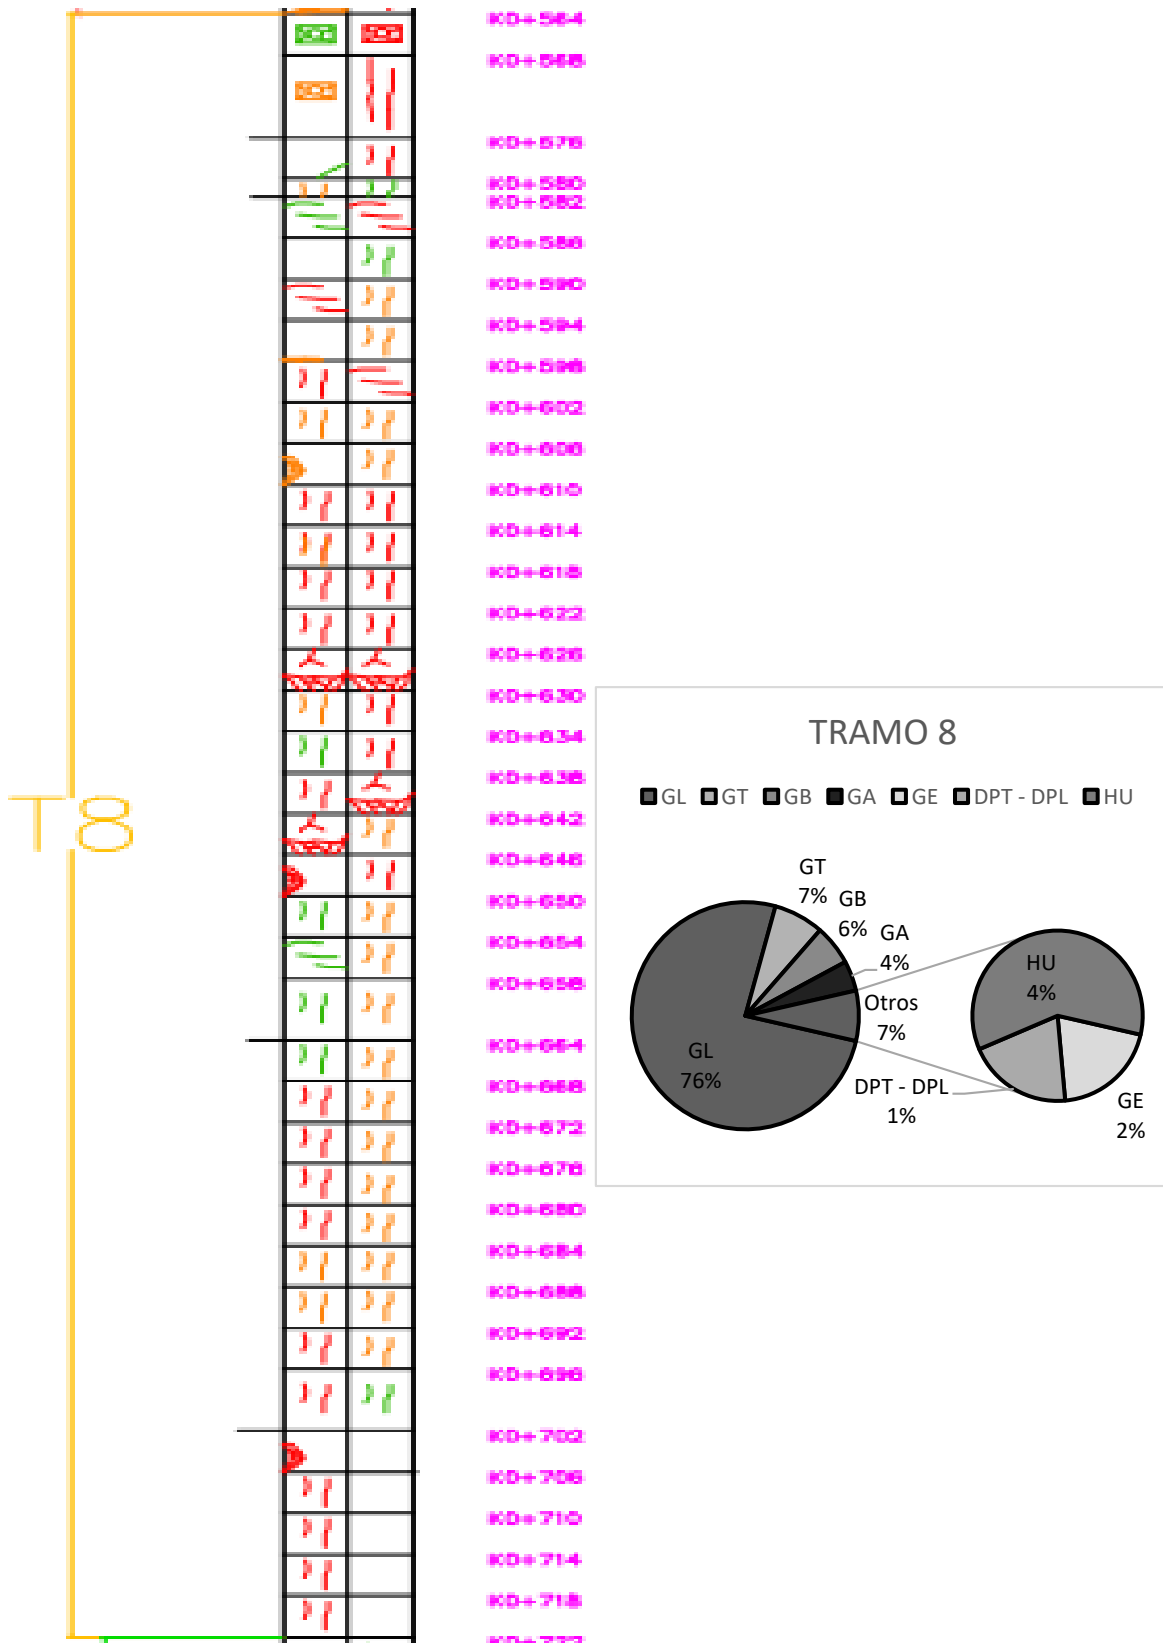 K0+564
K0+568
K0+576
K0+580
K0+582
K0+586
K0+590
K0+594
K0+598
K0+602
K0+606
K0+610
K0+614
K0+618
K0+622
K0+626
K0+630
K0+634
K0+638
K0+642
K0+646
K0+650
K0+654
K0+658
K0+664
K0+668
K0+672
K0+676
K0+680
K0+684
K0+688
K0+692
K0+696
K0+702
K0+706
K0+710
K0+714
K0+718
T8
TRAMO 8
GL GT GB GA GE DPT - DPL HU
GT
7%
GB
6%
GA
4%
Otros
7%
GL
76%
DPT - DPL
1%
HU
4%
GE
2%